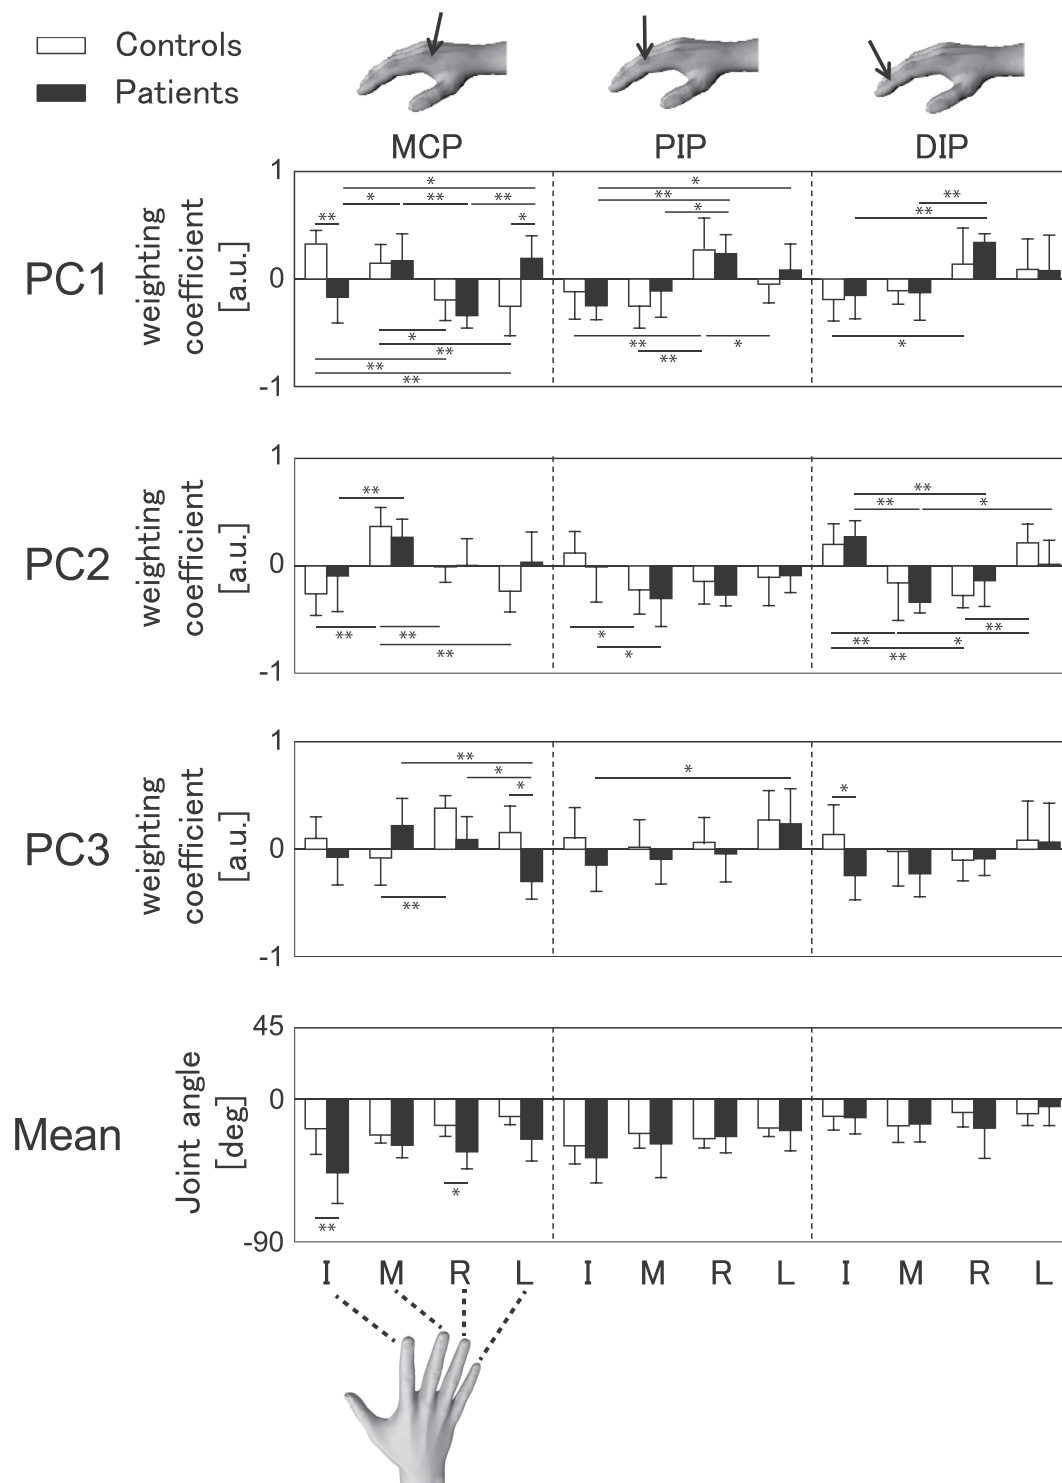 Controls
Patients
MCP PIP DIP
PC1
weighting
coefficient
[a.u.]
1
0
-1
* * ** ** ** *
* ** * **
* ** * **
** ** *
** **
*
PC2
weighting
coefficient
[a.u.]
1
0
-1
** ** ** *
** ** ** * * ** ** * **
PC3
weighting
coefficient
[a.u.]
1
0
-1
** * * * *
**
Mean
Joint angle
[deg]
45
0
-90
** *
I M R L I M R L I M R L